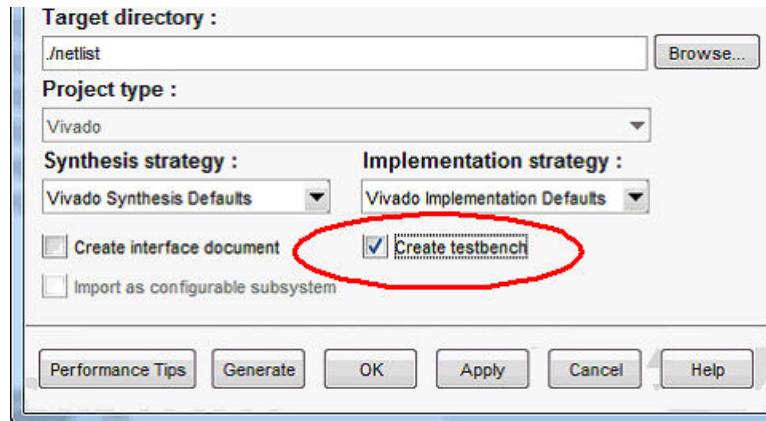 Target directory :
./netlist
Browse...
Project type :
Vivado
Synthesis strategy : Implementation strategy :
Vivado Synthesis Defaults Vivado Implementation Defaults
Create interface document Create testbench
Import as configurable subsystem
Performance Tips Generate OK Apply Cancel Help